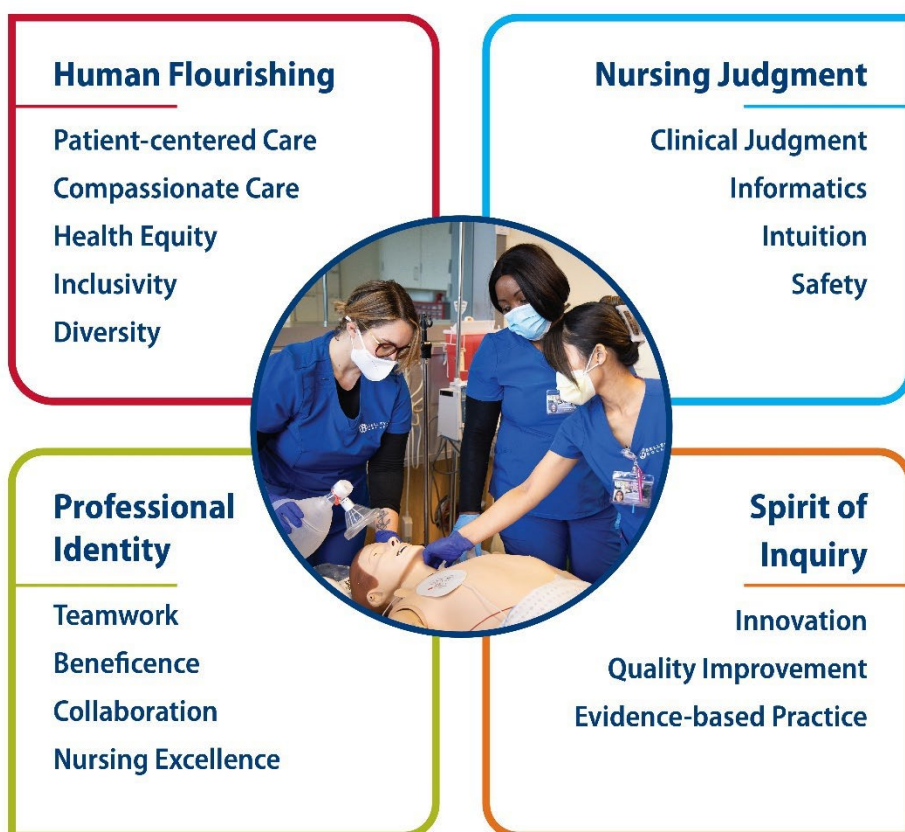 Human Flourishing
Patient-centered Care
Compassionate Care
Health Equity
Inclusivity
Diversity
Nursing Judgment
Clinical Judgment
Informatics
Intuition
Safety
Professional
Identity
Teamwork
Beneficence
Collaboration
Nursing Excellence
Spirit of
Inquiry
Innovation
Quality Improvement
Evidence-based Practice